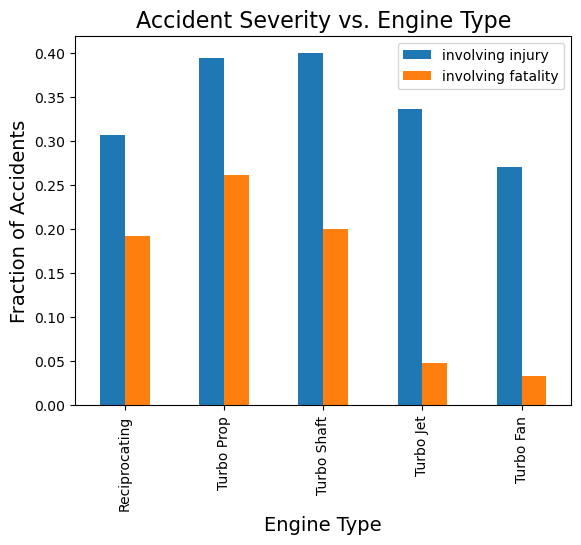 Accident Severity vs. Engine Type
involving injury
involving fatality
Fraction of Accidents
0.40
0.35
0.30
0.25
0.20
0.15
0.10
0.05
0.00
Reciprocating
Turbo Prop
Turbo Shaft
Turbo Jet
Turbo Fan
Engine Type